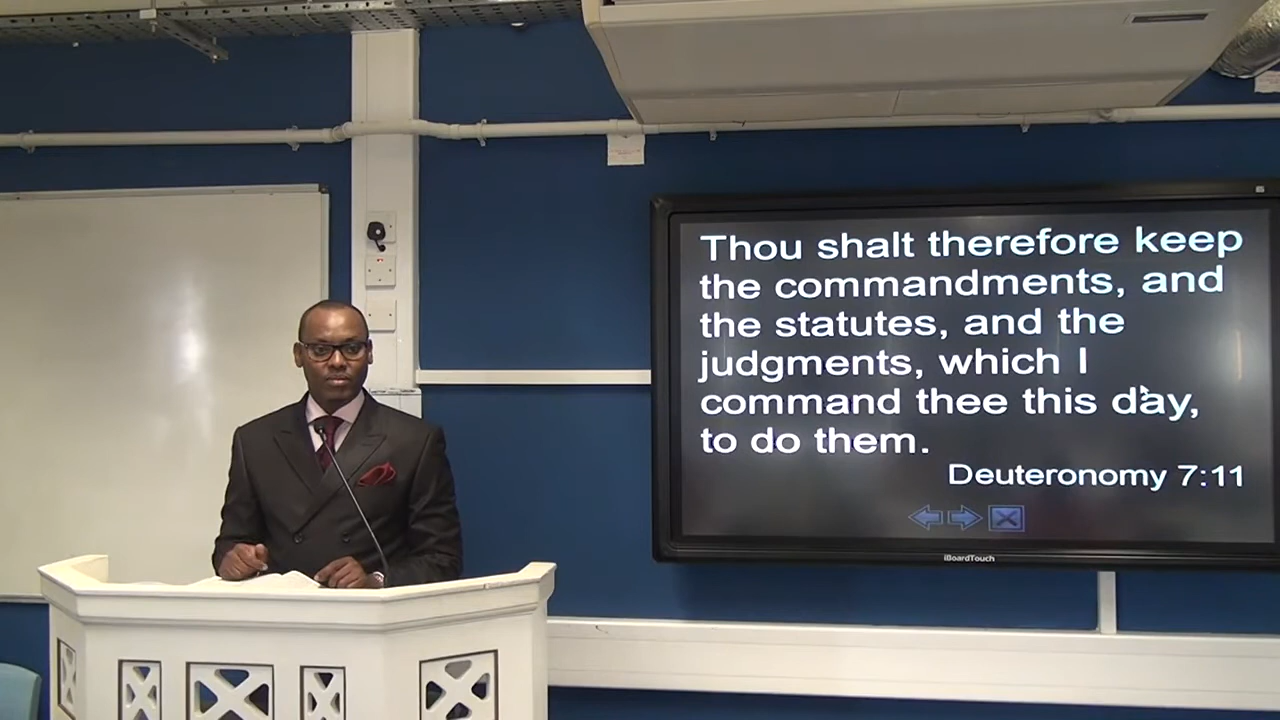 Thou shalt therefore keep
the commandments, and
the statutes, and the
judgments, which I
command thee this day,
to do them.
Deuteronomy 7:11
iBoardTouch